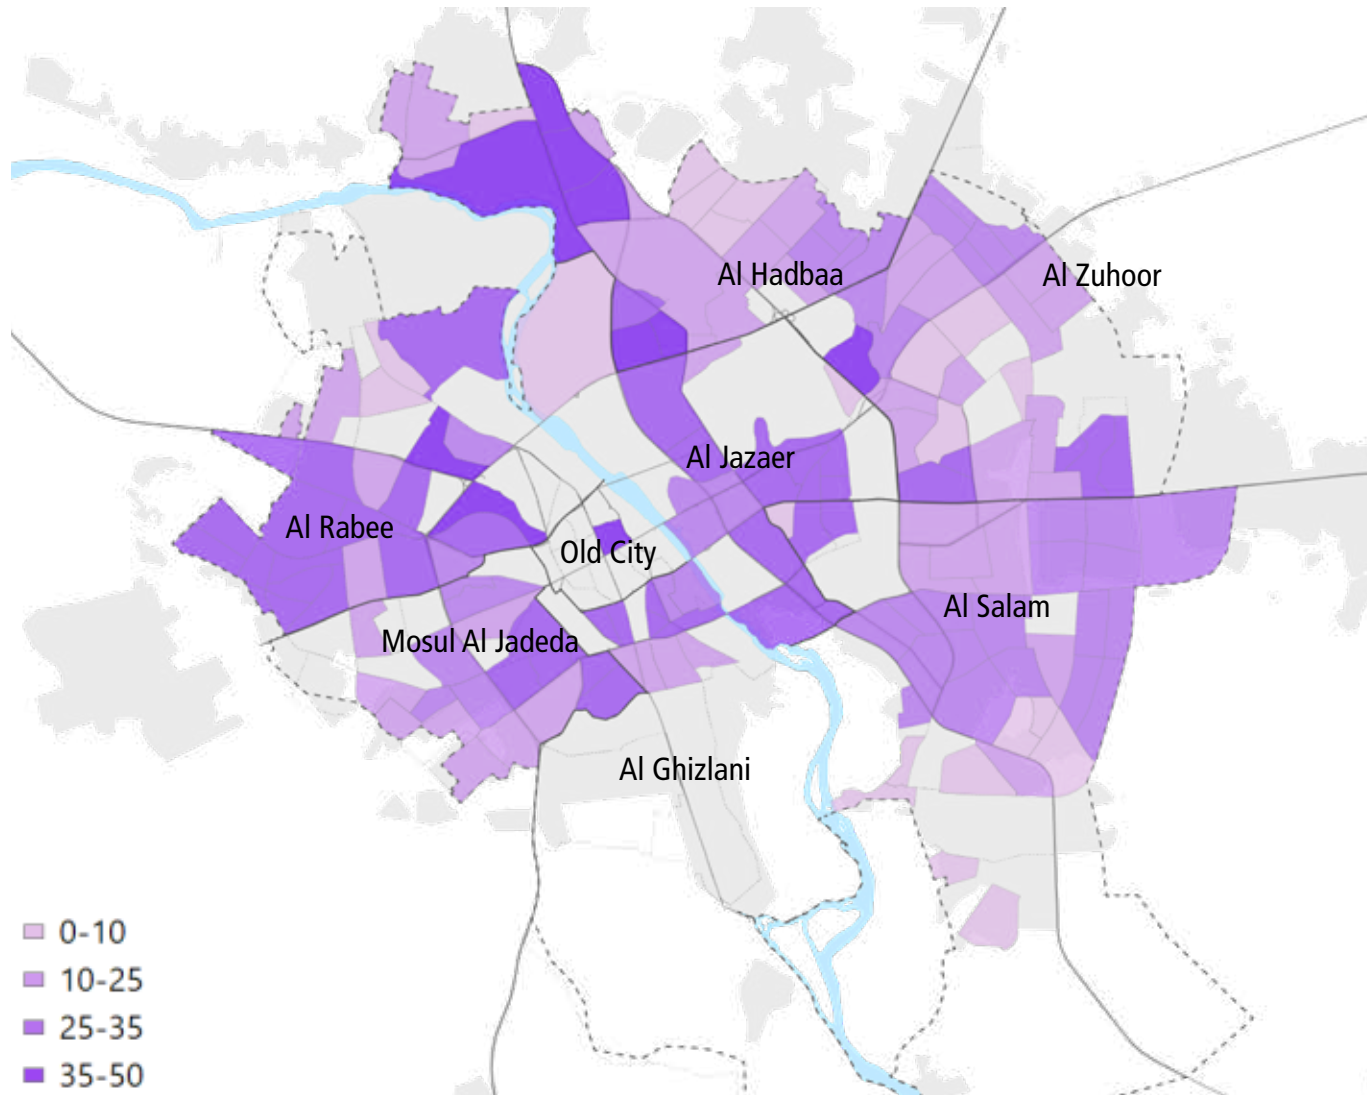 Al Hadbaa
Al Zuhoor
Al Jazaer
Al Rabee
Old City
Al Salam
Mosul Al Jadeda
Al Ghizlani
0-10
10-25
25-35
35-50